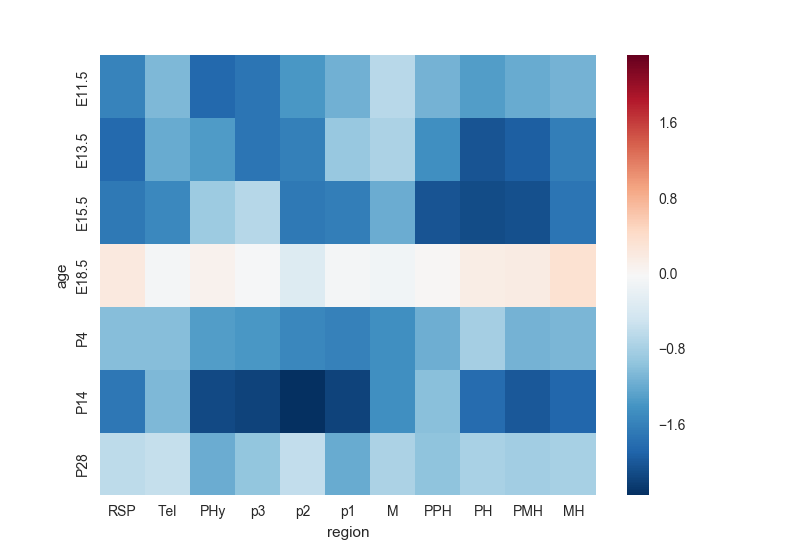 E11.5
E13.5
E15.5
E18.5
P4
P14
P28
age
RSP Tel PHy p3 p2 p1 M PPH PH PMH MH
region
1.6
0.8
0.0
−0.8
−1.6